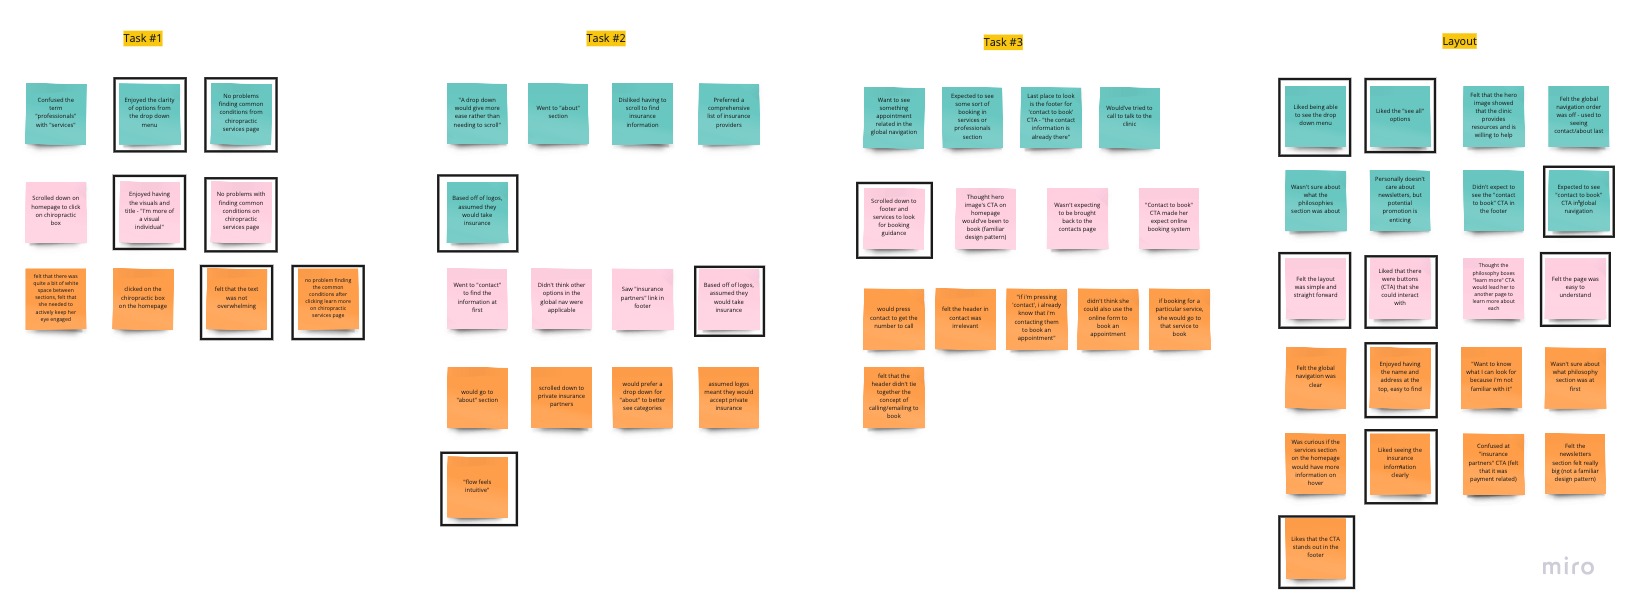 Task #1
Confused the
term
"professionals"
with "services"
Enjoyed the clarity
of options from
the drop down
menu
No problems
finding common
conditions from
chiropractic
services page
Scrolled down on
homepage to click
on chiropractic
box
Enjoyed having
the visuals and
title - "I'm more of
a visual
individual"
No problems with
finding common
conditions on
chiropractic
services page
felt that there was
quite a bit of white
space between
sections, felt that
she needed to
actively keep her
eye engaged
clicked on the
chiropractic box
on the homepage
felt that the text
was not
overwhelming
no problem finding
the common
conditions after
clicking learn more
on chiropractic
services page
Task #2
"A drop down
would give more
ease rather than
needing to scroll"
Went to "about"
section
Disliked having to
scroll to find
insurance
information
Preferred a
comprehensive
list of insurance
providers
Based off of logos,
assumed they
would take
insurance
Went to "contact"
to find the
information at
first
Didn't think other
options in the
global nav were
applicable
Saw "insurance
partners" link in
footer
Based off of logos,
assumed they
would take
insurance
would go to
"about" section
scrolled down to
private insurance
partners
would prefer a
drop down for
"about" to better
see categories
assumed logos
meant they would
accept private
insurance
"flow feels
intuitive"
Task #3
Want to see
something
appointment
related in the
global navigation
Expected to see
some sort of
booking in
services or
professionals
section
Last place to look
is the footer for
'contact to book'
CTA - "the contact
information is
already there"
Would've tried to
call to talk to the
clinic
Scrolled down to
footer and
services to look
for booking
guidance
Thought hero
image's CTA on
homepage
would've been to
book (familiar
design pattern)
Wasn't expecting
to be brought
back to the
contacts page
"Contact to book"
CTA made her
expect online
booking system
would press
contact to get the
number to call
felt the header in
contact was
irrelevant
"if i'm pressing
'contact', i already
know that i'm
contacting them
to book an
appointment"
didn't think she
could also use the
online form to
book an
appointment
if booking for a
particular service,
she would go to
that service to
book
felt that the
header didn't tie
together the
concept of
calling/emailing to
book
Layout
Liked being able
to see the drop
down menu
Liked the "see all"
options
Felt that the hero
image showed
that the clinic
provides
resources and is
willing to help
Felt the global
navigation order
was off - used to
seeing
contact/about last
Wasn't sure about
what the
philosophies
section was about
Personally doesn't
care about
newsletters, but
potential
promotion is
enticing
Didn't expect to
see the "contact
to book" CTA in
the footer
Expected to see
"contact to book"
CTA in global
navigation
Felt the layout
was simple and
straight forward
Liked that there
were buttons
(CTA) that she
could interact
with
Thought the
philosophy boxes
"learn more" CTA
would lead her to
another page to
learn more about
each
Felt the page was
easy to
understand
Felt the global
navigation was
clear
Enjoyed having
the name and
address at the
top, easy to find
"Want to know
what I can look for
because I'm not
familiar with it"
Wasn't sure about
what philosophy
section was at
first
Was curious if the
services section
on the homepage
would have more
information on
hover
Liked seeing the
insurance
information
clearly
Confused at
"insurance
partners" CTA (felt
that it was
payment related)
Felt the
newsletters
section felt really
big (not a familiar
design pattern)
Likes that the CTA
stands out in the
footer
miro